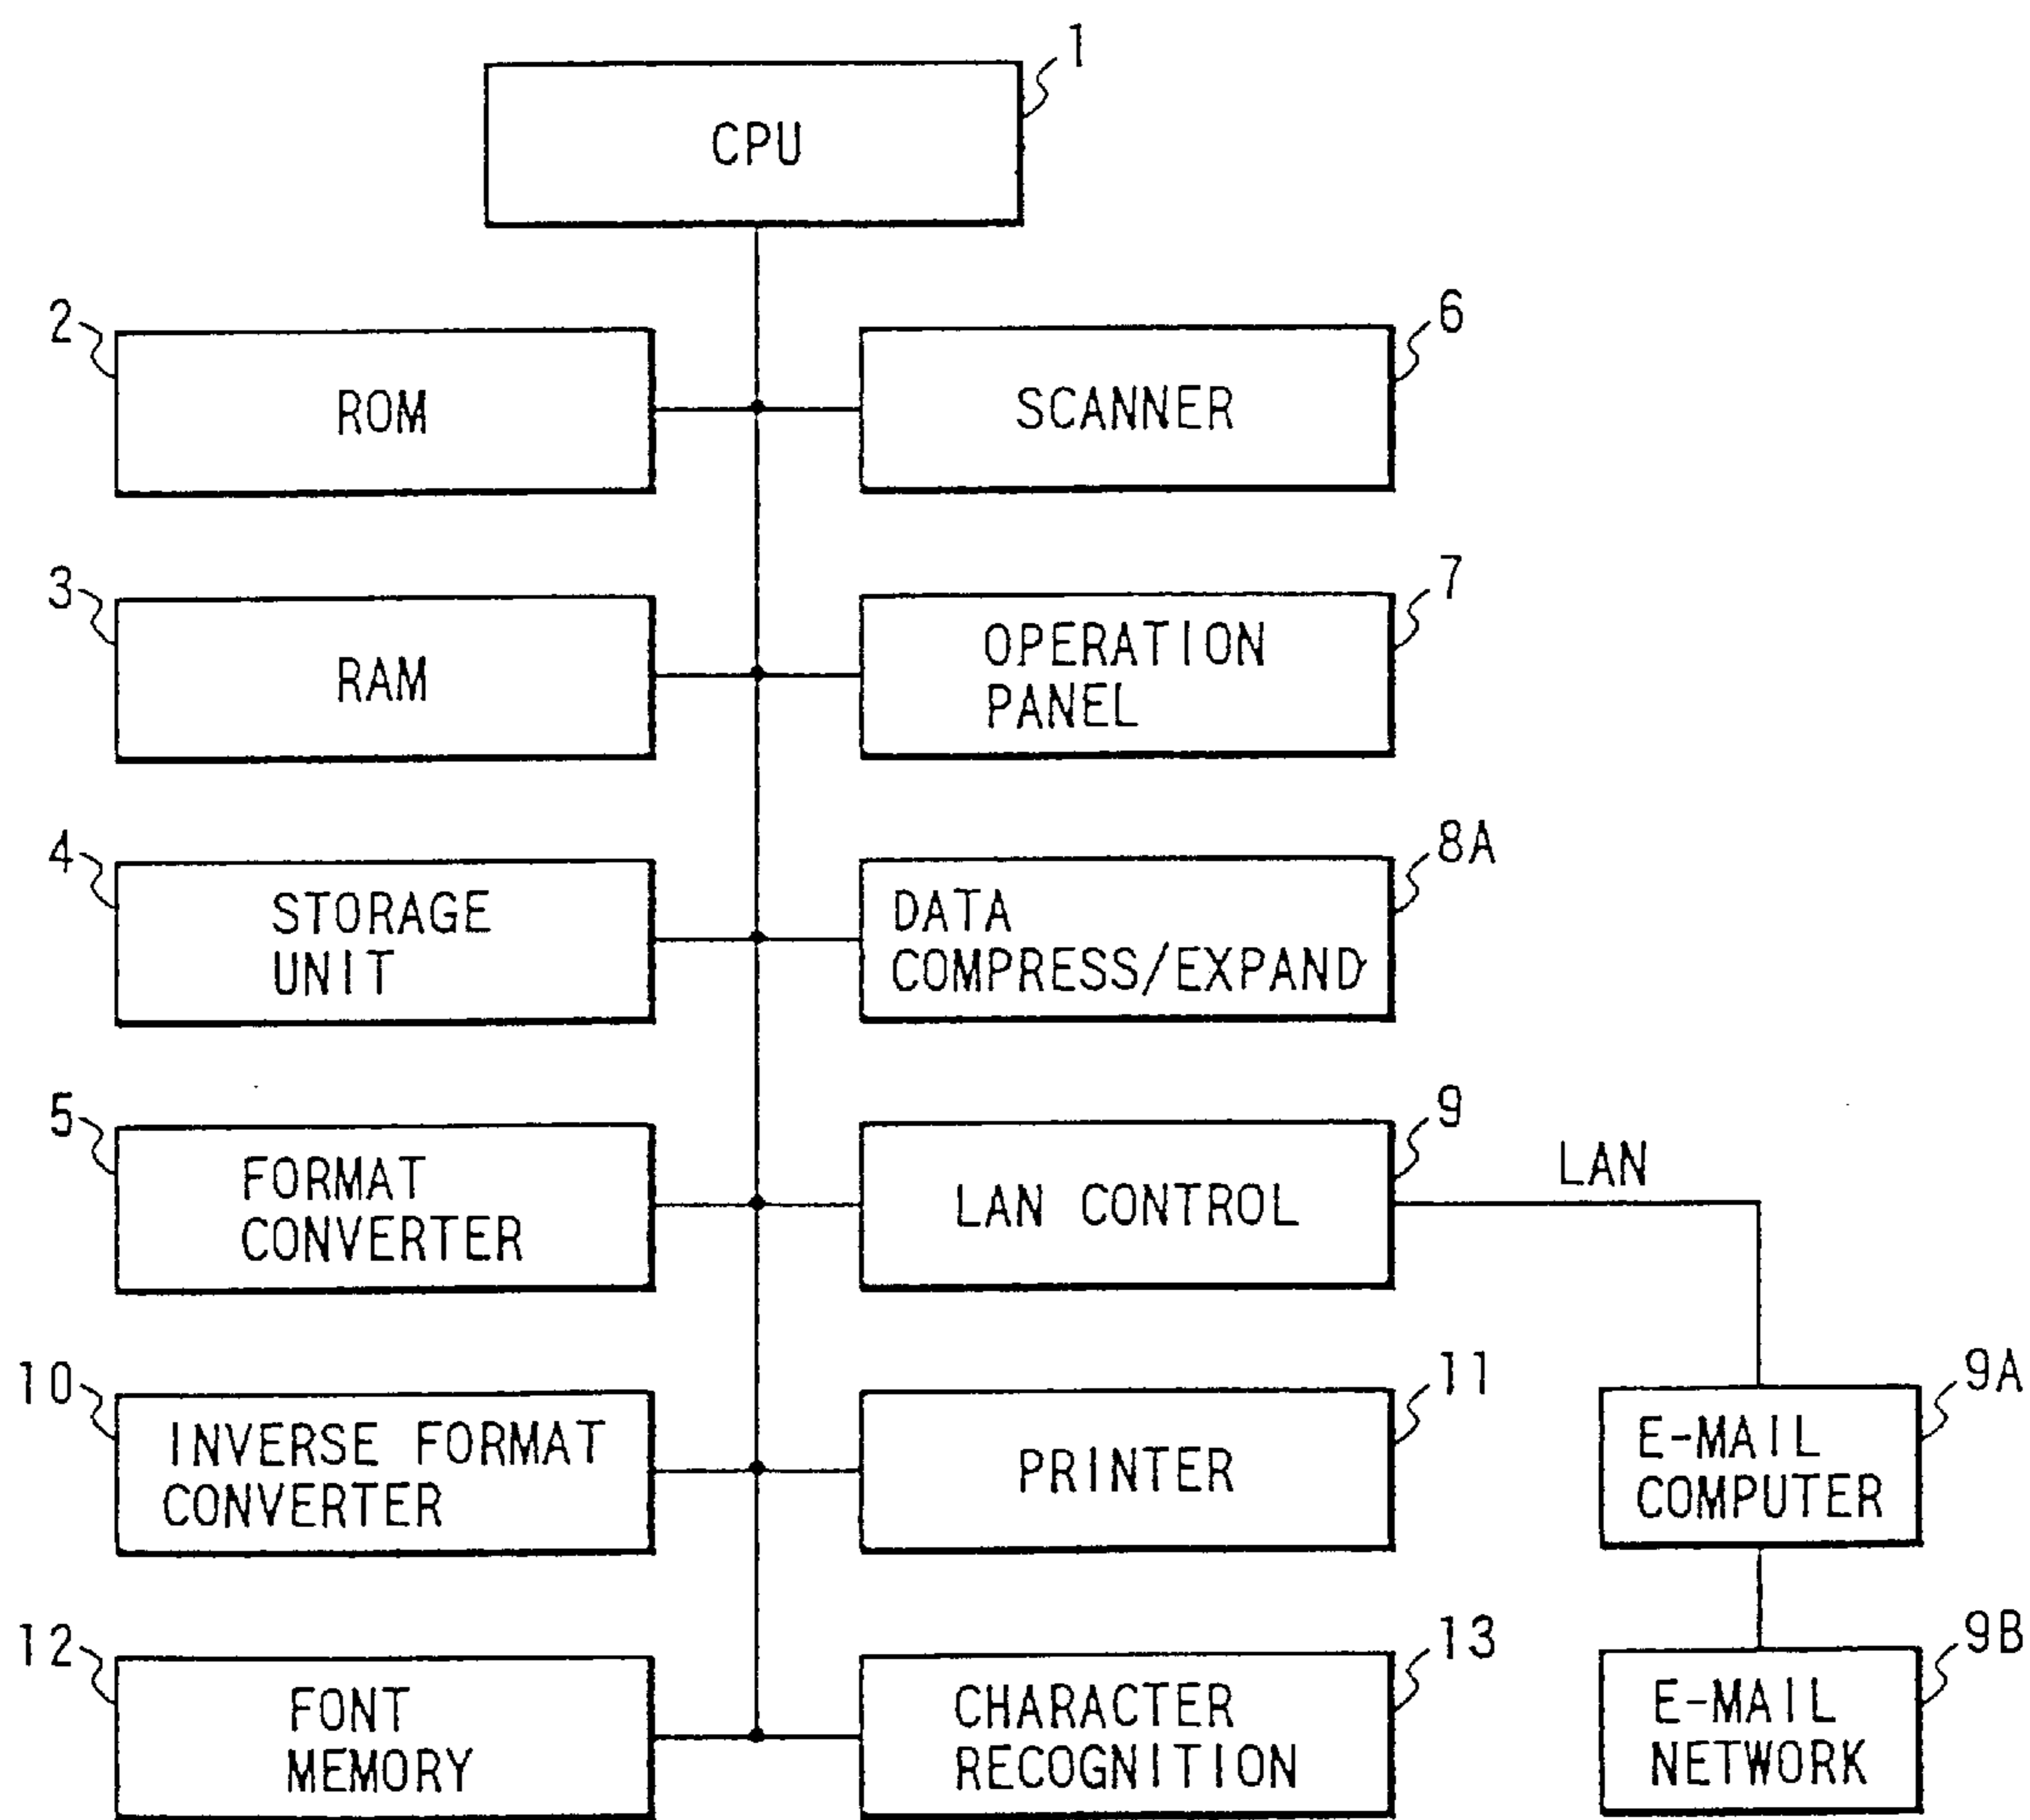 1
CPU
2
ROM
6
SCANNER
3
RAM
7
OPERATION
PANEL
4
STORAGE
UNIT
8A
DATA
COMPRESS/EXPAND
5
FORMAT
CONVERTER
9
LAN CONTROL
LAN
10
INVERSE FORMAT
CONVERTER
11
PRINTER
9A
E-MAIL
COMPUTER
12
FONT
MEMORY
13
CHARACTER
RECOGNITION
9B
E-MAIL
NETWORK